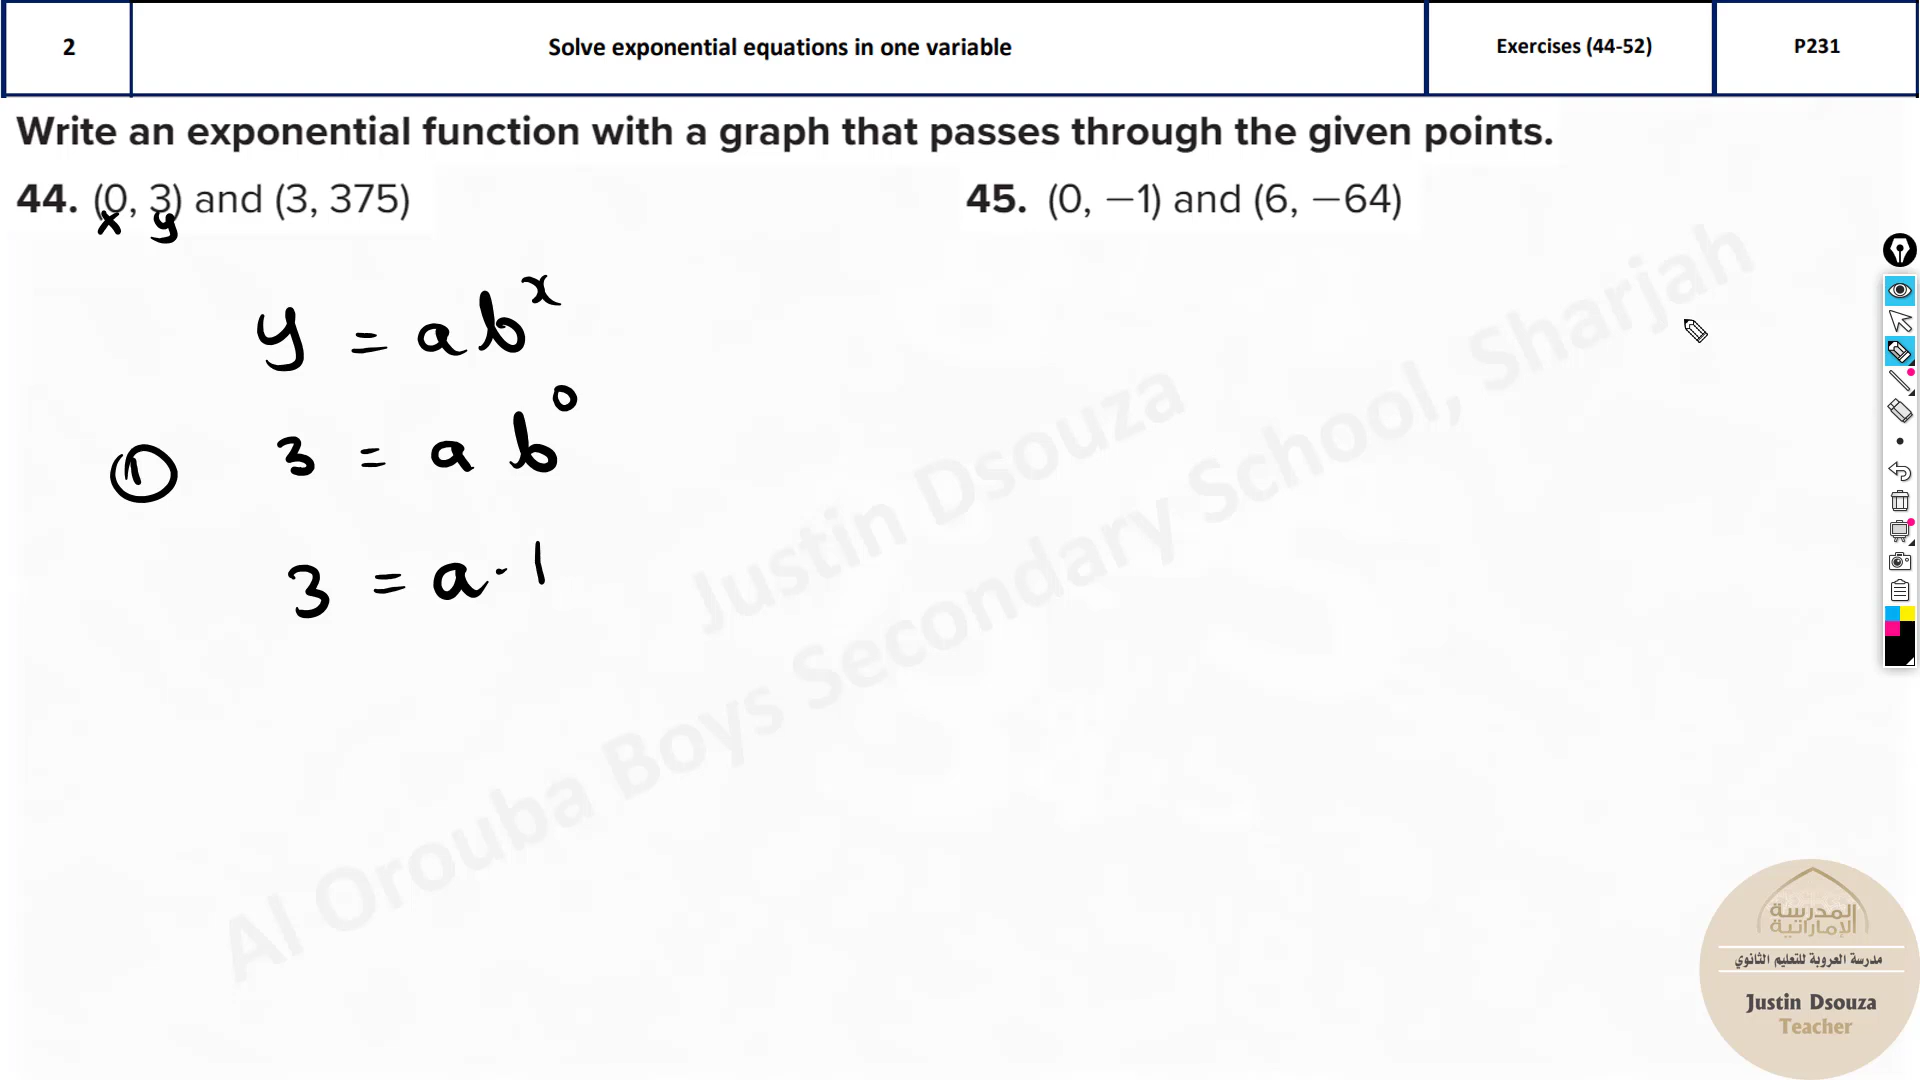 2
Solve exponential equations in one variable
Exercises (44-52)
P231
Write an exponential function with a graph that passes through the given points.
44. (0, 3) and (3, 375)
x y
45. (0, −1) and (6, −64)
y = ab^x
① 3 = a b^0
3 = a · 1
Justin Dsouza
Al Orouba Boys Secondary School, Sharjah
المدرسة
الإماراتية
مدرسة العروبة للتعليم الثانوي
Justin Dsouza
Teacher